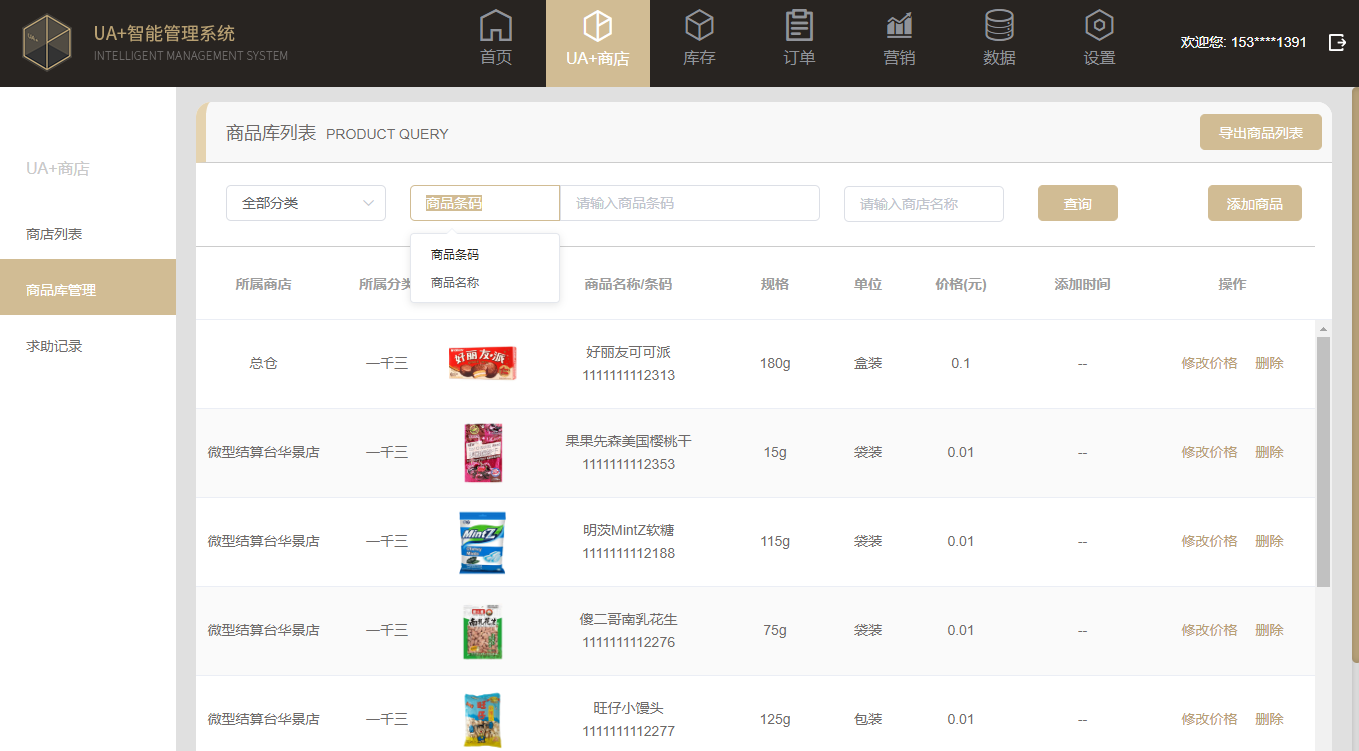 UA+智能管理系统
INTELLIGENT MANAGEMENT SYSTEM
首页
UA+商店
库存
订单
营销
数据
设置
欢迎您: 153****1391
UA+商店
商店列表
商品库管理
求助记录
商品库列表 PRODUCT QUERY
导出商品列表
全部分类
商品条码
请输入商品条码
请输入商店名称
查询
添加商品
商品条码
商品名称
所属商店 所属分类 商品名称/条码 规格 单位 价格(元) 添加时间 操作
总仓 一千三 好丽友可可派 180g 盒装 0.1 -- 修改价格 删除
1111111112313
好丽友·派
微型结算台华景店 一千三 果果先森美国樱桃干 15g 袋装 0.01 -- 修改价格 删除
1111111112353
微型结算台华景店 一千三 明茨MintZ软糖 115g 袋装 0.01 -- 修改价格 删除
1111111112188
MintZ
微型结算台华景店 一千三 傻二哥南乳花生 75g 袋装 0.01 -- 修改价格 删除
1111111112276
南乳花生
微型结算台华景店 一千三 旺仔小馒头 125g 包装 0.01 -- 修改价格 删除
1111111112277
旺仔